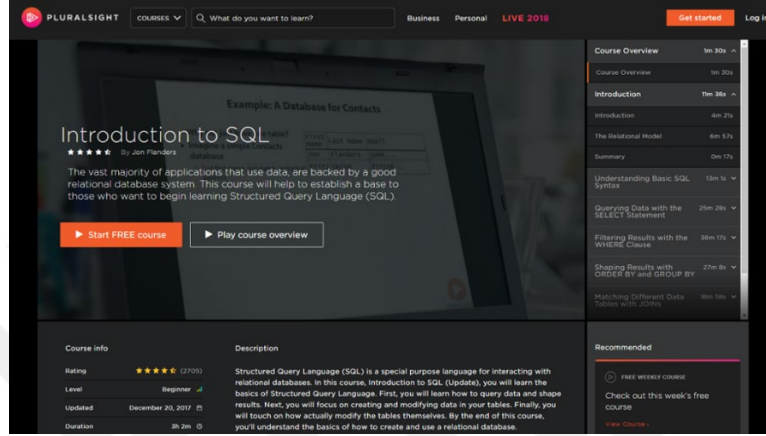 PLURALSIGHT
COURSES
What do you want to learn?
Business
Personal
LIVE 2018
Get started
Log in
Example: A Database for Contacts
Introduction to SQL
By Jon Flanders
The vast majority of applications that use data, are backed by a good
relational database system. This course will help to establish a base to
those who want to begin learning Structured Query Language (SQL)
Start FREE course
Play course overview
Course Overview 1m 30s
Course Overview 1m 30s
Introduction 11m 36s
Introduction 4m 21s
The Relational Model 6m 57s
Summary 0m 17s
Understanding Basic SQL 13m 1s
Syntax
Querying Data with the 25m 28s
SELECT Statement
Filtering Results with the 36m 17s
WHERE Clause
Shaping Results with 27m 8s
ORDER BY and GROUP BY
Matching Different Data 18m 58s
Tables with JOINs
Course info
Rating (2705)
Level Beginner
Updated December 20, 2017
Duration 3h 2m
Description
Structured Query Language (SQL) is a special purpose language for interacting with
relational databases. In this course, Introduction to SQL (Update), you will learn the
basics of Structured Query Language. First, you will learn how to query data and shape
results. Next, you will focus on creating and modifying data in your tables. Finally, you
will touch on how actually modify the tables themselves. By the end of this course,
you'll understand the basics of how to create and use a relational database.
Recommended
FREE WEEKLY COURSE
Check out this week's free
course
View Course ›